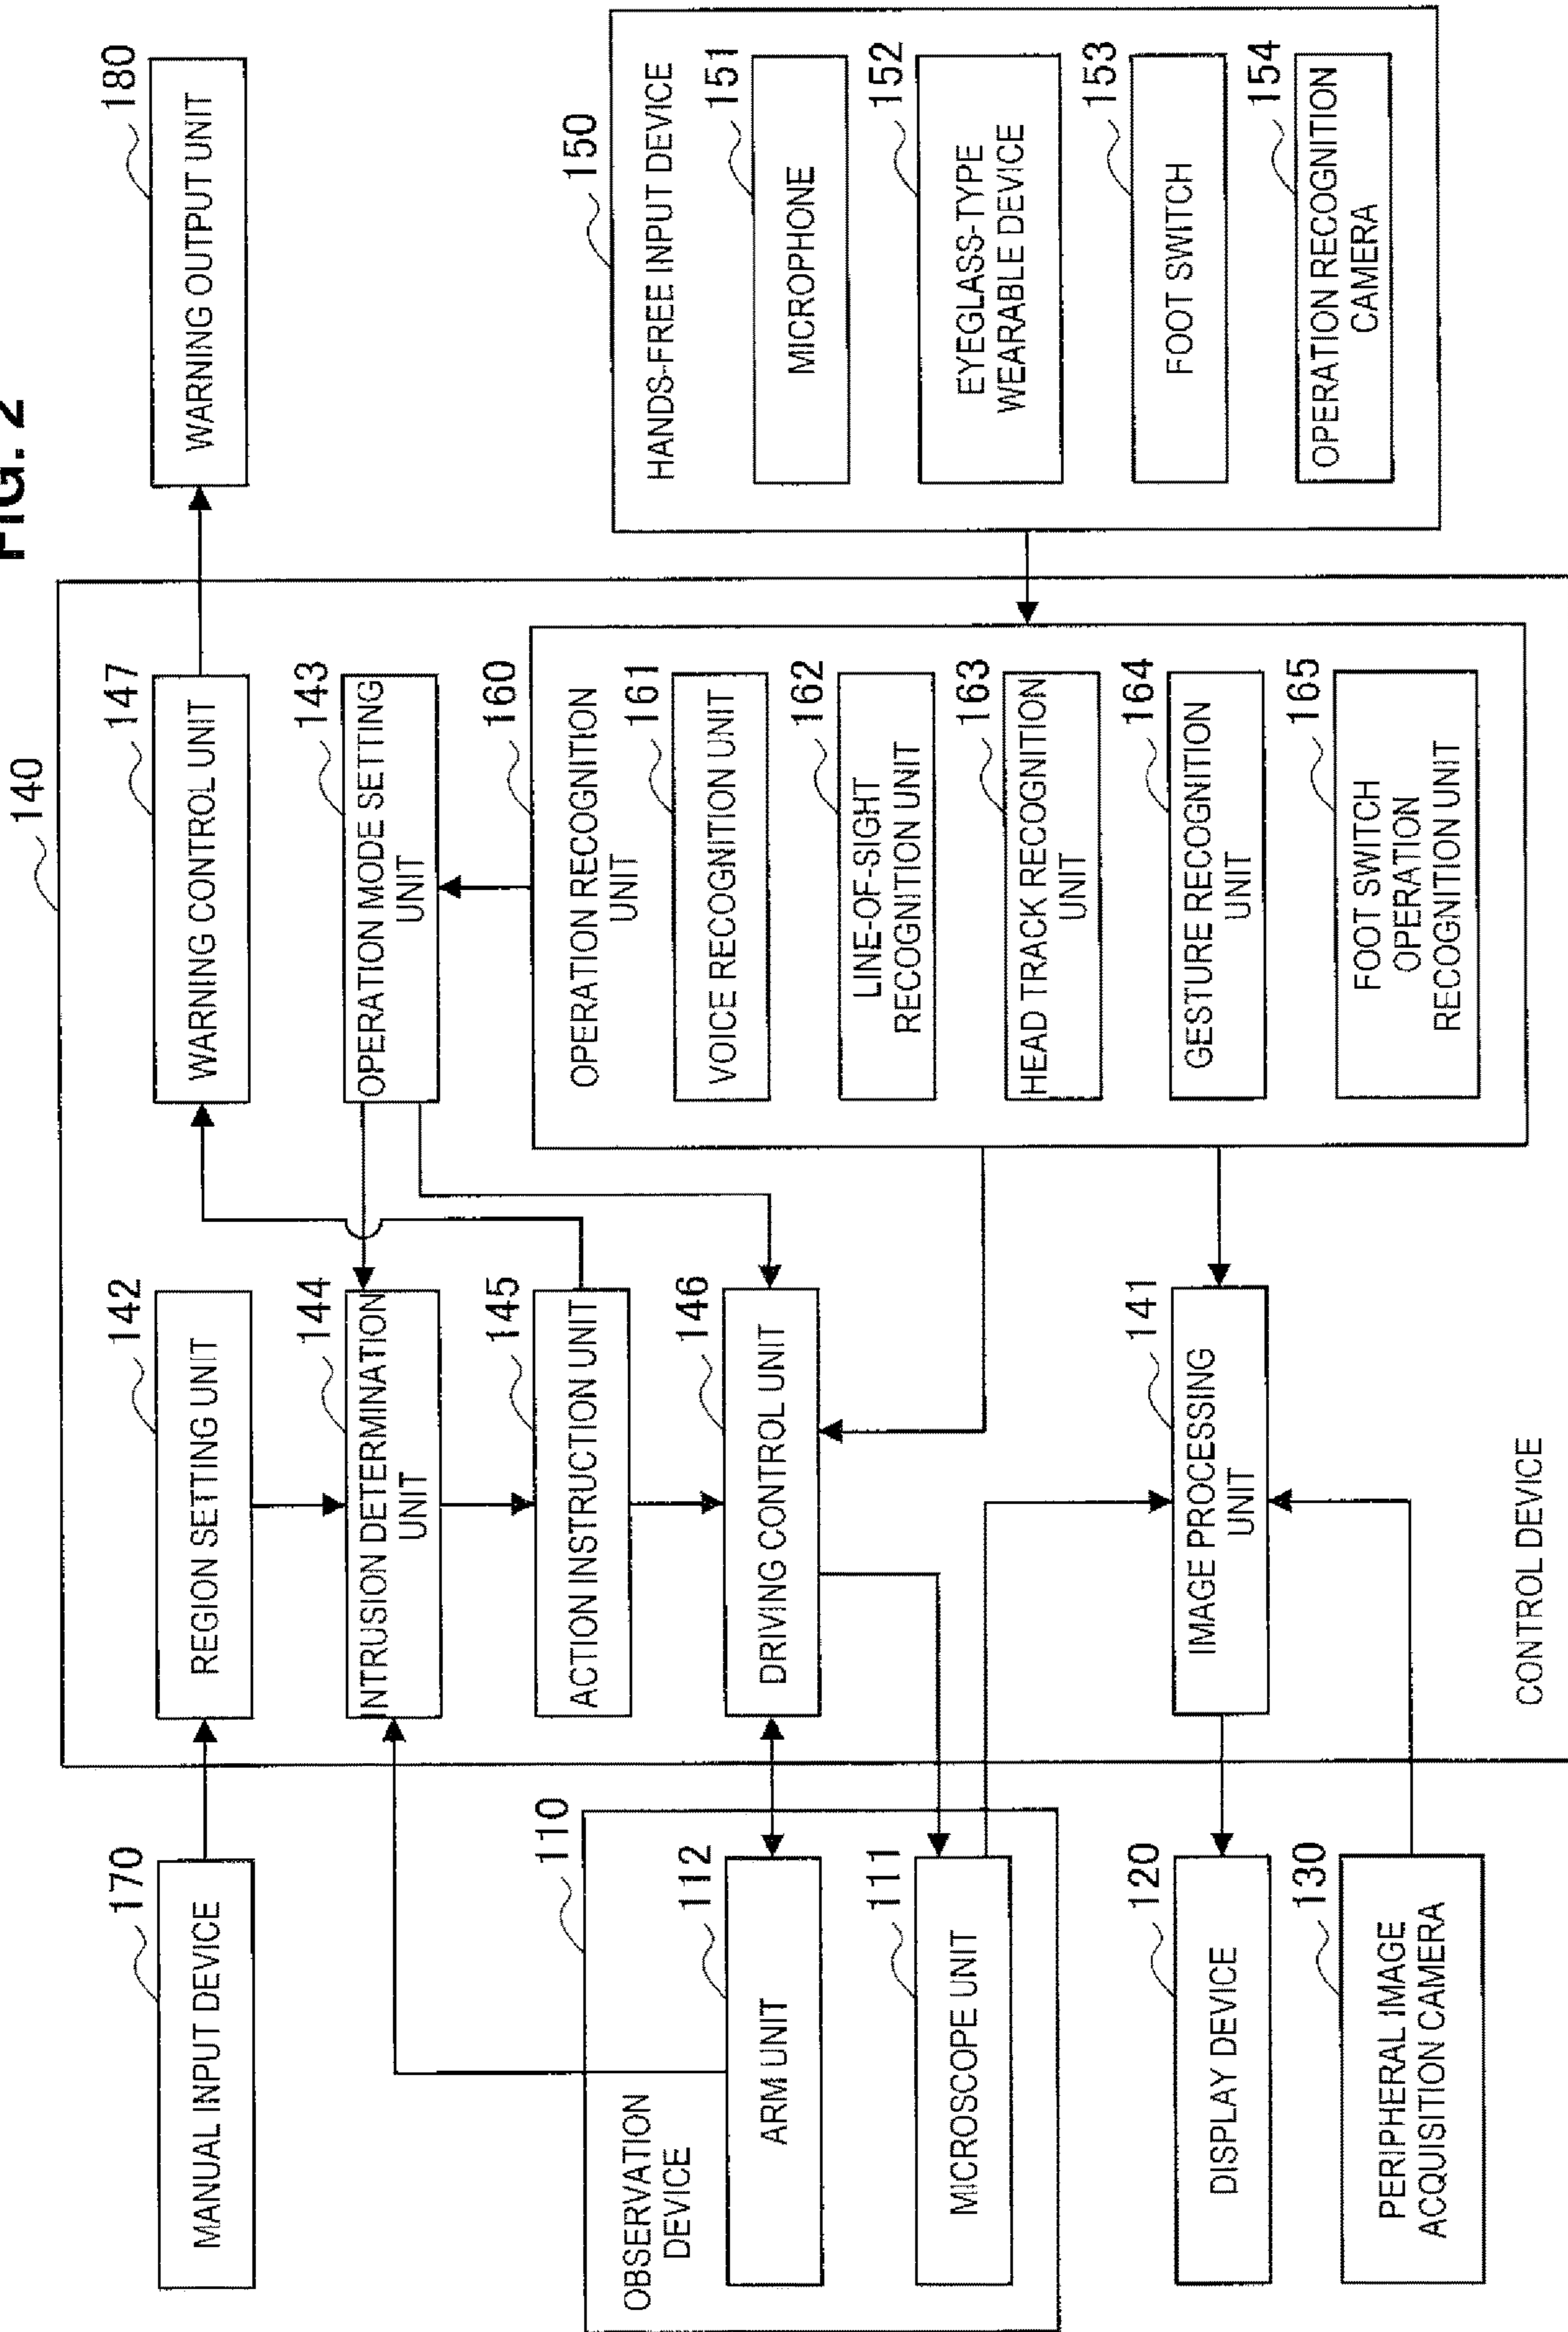 FIG. 2
140
170
MANUAL INPUT DEVICE
142
REGION SETTING UNIT
147
WARNING CONTROL UNIT
180
WARNING OUTPUT UNIT
144
INTRUSION DETERMINATION
UNIT
143
OPERATION MODE SETTING
UNIT
145
ACTION INSTRUCTION UNIT
110
OBSERVATION
DEVICE
112
ARM UNIT
111
MICROSCOPE UNIT
146
DRIVING CONTROL UNIT
160
OPERATION RECOGNITION
UNIT
161
VOICE RECOGNITION UNIT
162
LINE-OF-SIGHT
RECOGNITION UNIT
163
HEAD TRACK RECOGNITION
UNIT
164
GESTURE RECOGNITION
UNIT
165
FOOT SWITCH
OPERATION
RECOGNITION UNIT
150
HANDS-FREE INPUT DEVICE
151
MICROPHONE
152
EYEGLASS-TYPE
WEARABLE DEVICE
153
FOOT SWITCH
154
OPERATION RECOGNITION
CAMERA
120
DISPLAY DEVICE
141
IMAGE PROCESSING
UNIT
130
PERIPHERAL IMAGE
ACQUISITION CAMERA
CONTROL DEVICE